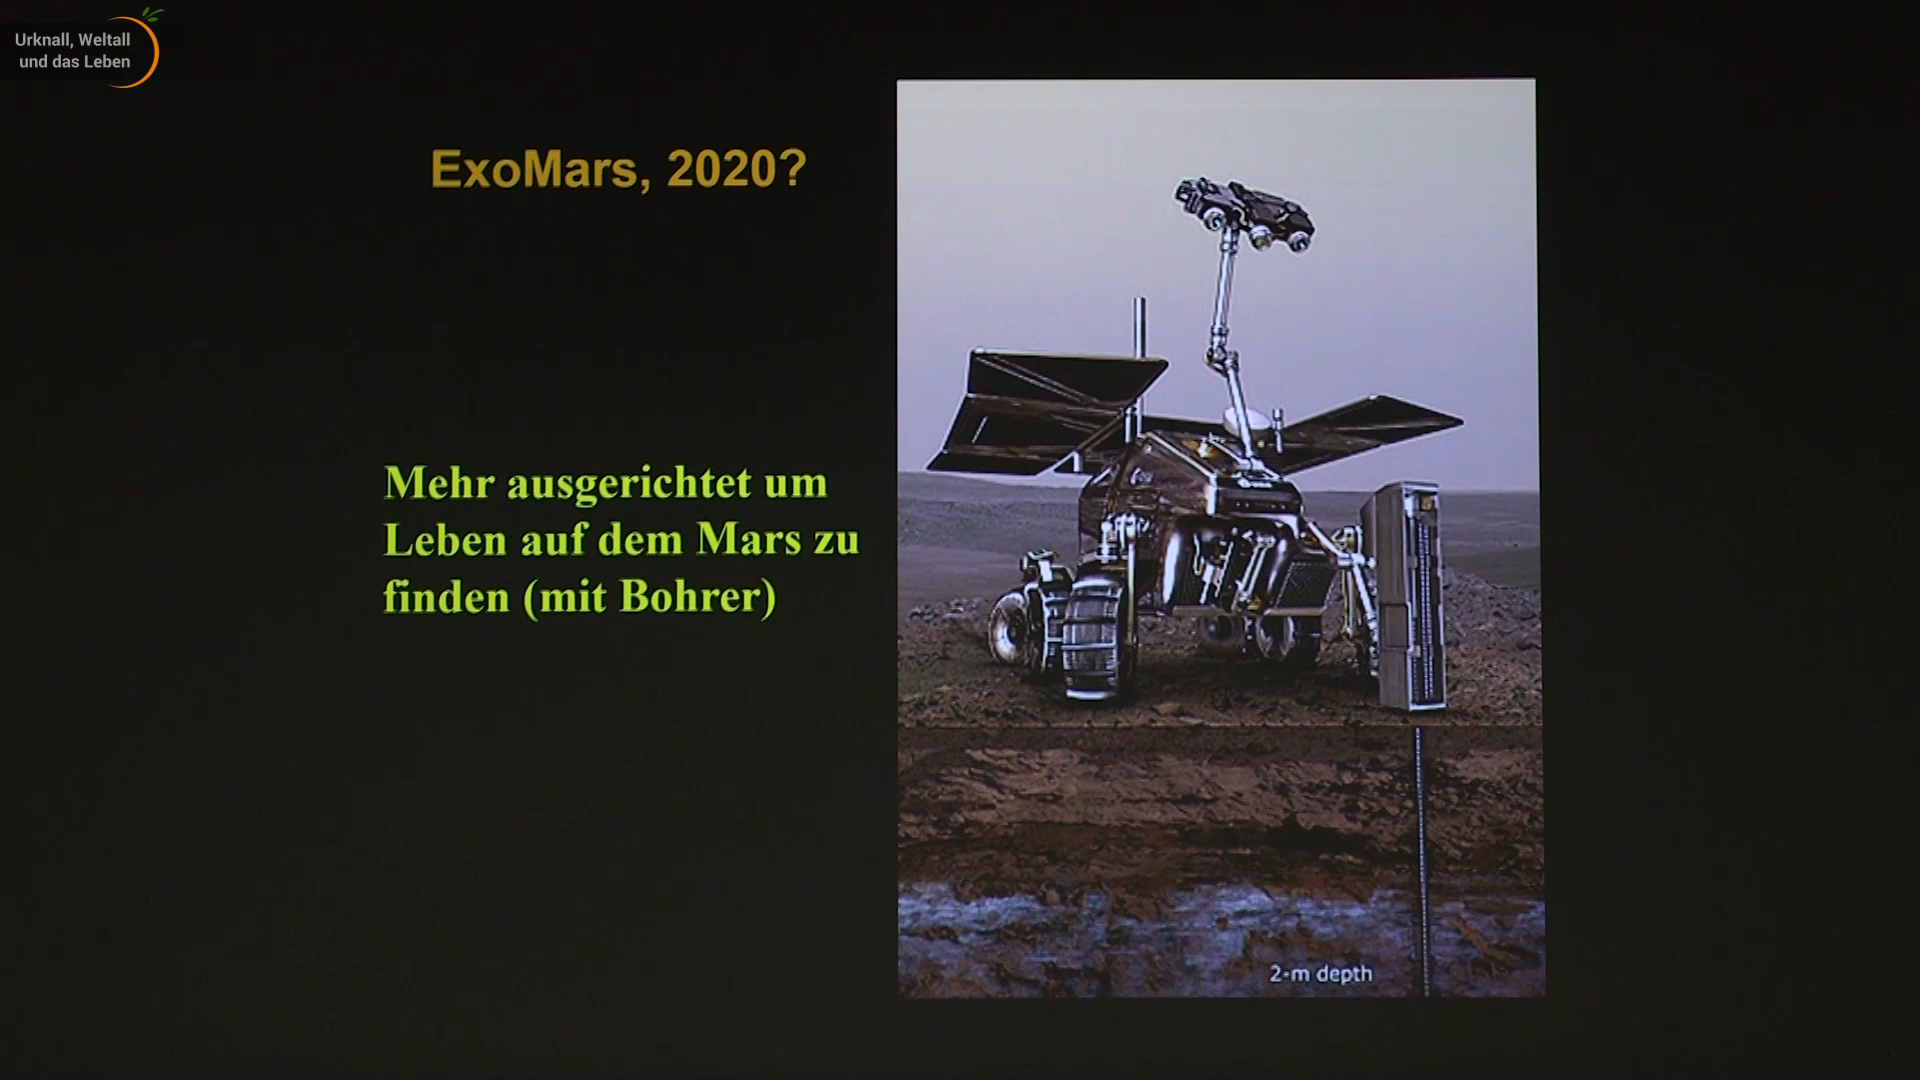 Urknall, Weltall
und das Leben
ExoMars, 2020?
Mehr ausgerichtet um
Leben auf dem Mars zu
finden (mit Bohrer)
2-m depth